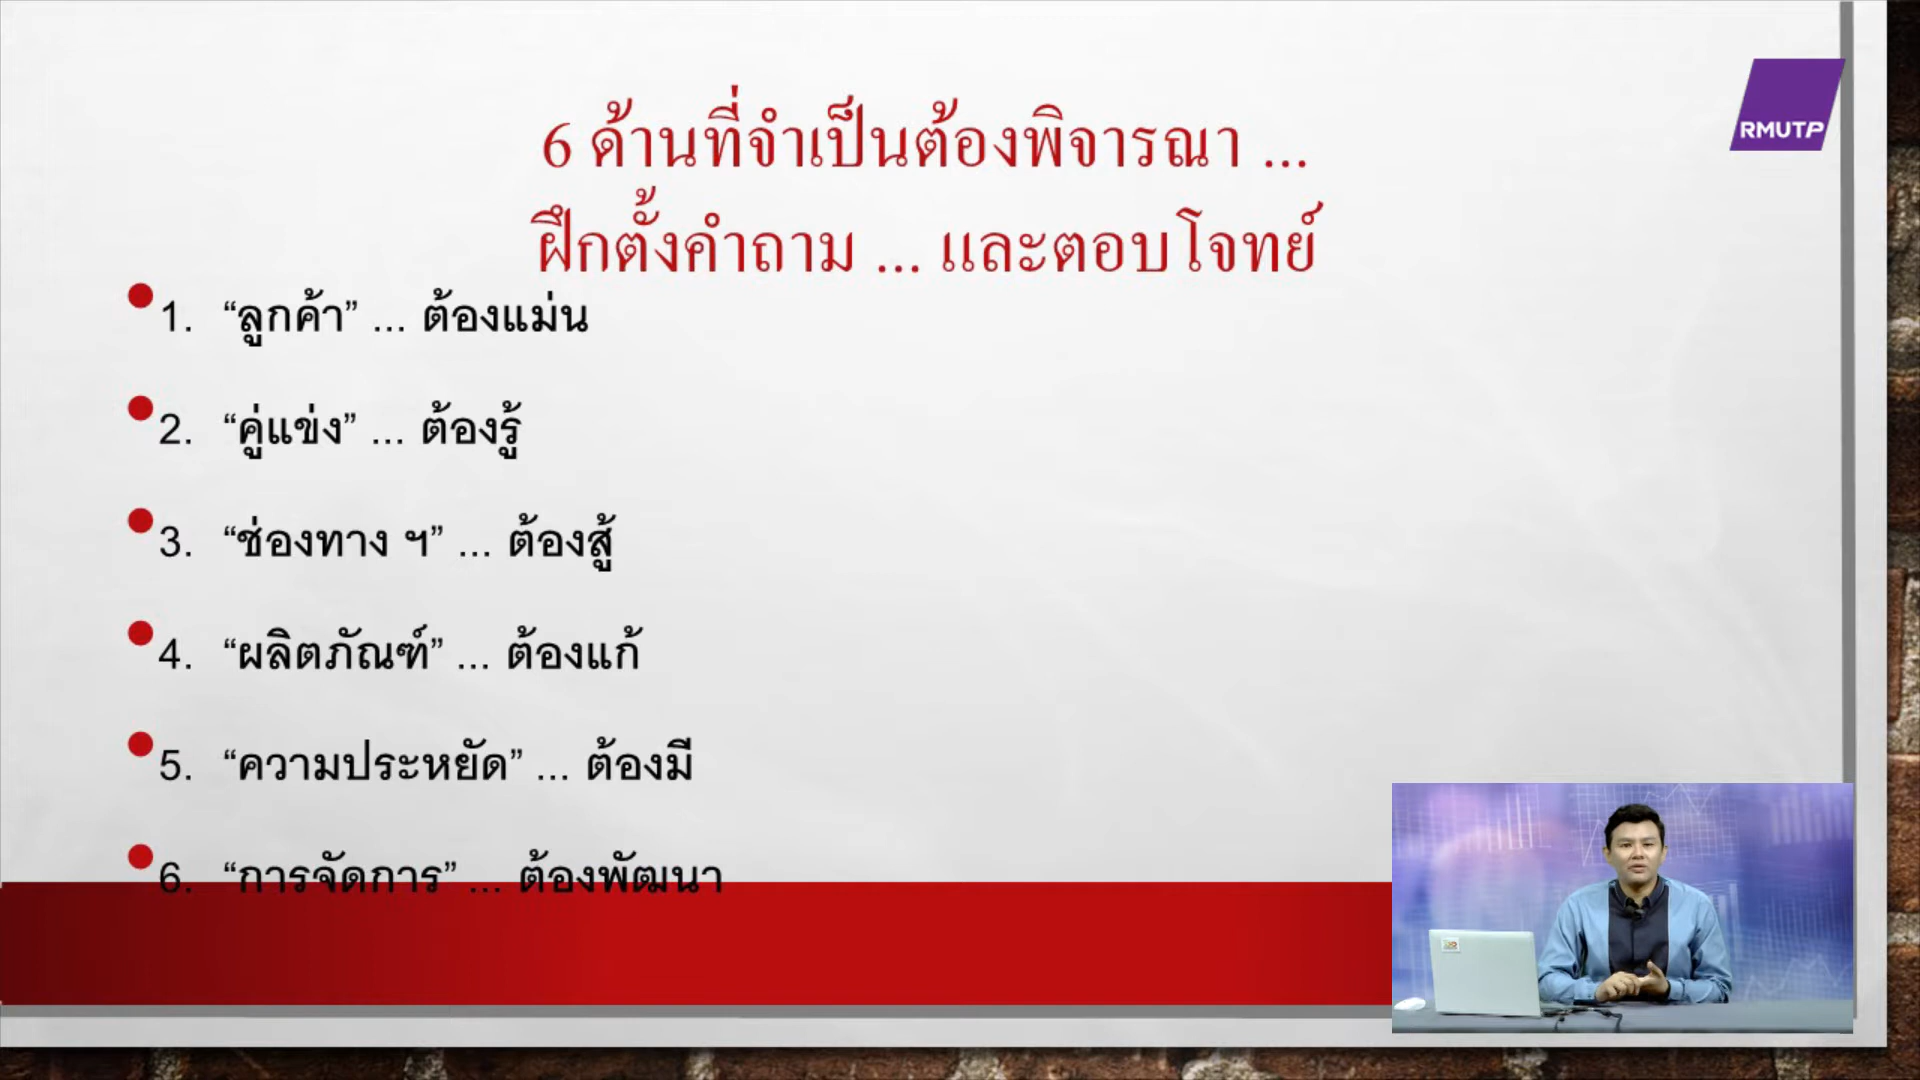 RMUTP
6 ด้านที่จำเป็นต้องพิจารณา ...
ฝึกตั้งคำถาม ... และตอบโจทย์
1. “ลูกค้า” ... ต้องแม่น
2. “คู่แข่ง” ... ต้องรู้
3. “ช่องทาง ฯ” ... ต้องสู้
4. “ผลิตภัณฑ์” ... ต้องแก้
5. “ความประหยัด” ... ต้องมี
6. “การจัดการ” ... ต้องพัฒนา